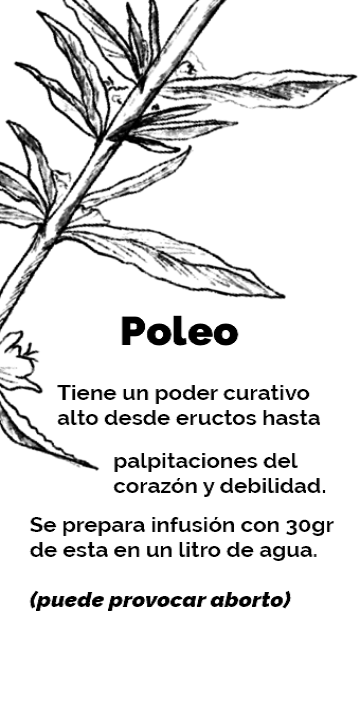 Poleo
Tiene un poder curativo
alto desde eructos hasta
palpitaciones del
corazón y debilidad.
Se prepara infusión con 30gr
de esta en un litro de agua.
(puede provocar aborto)